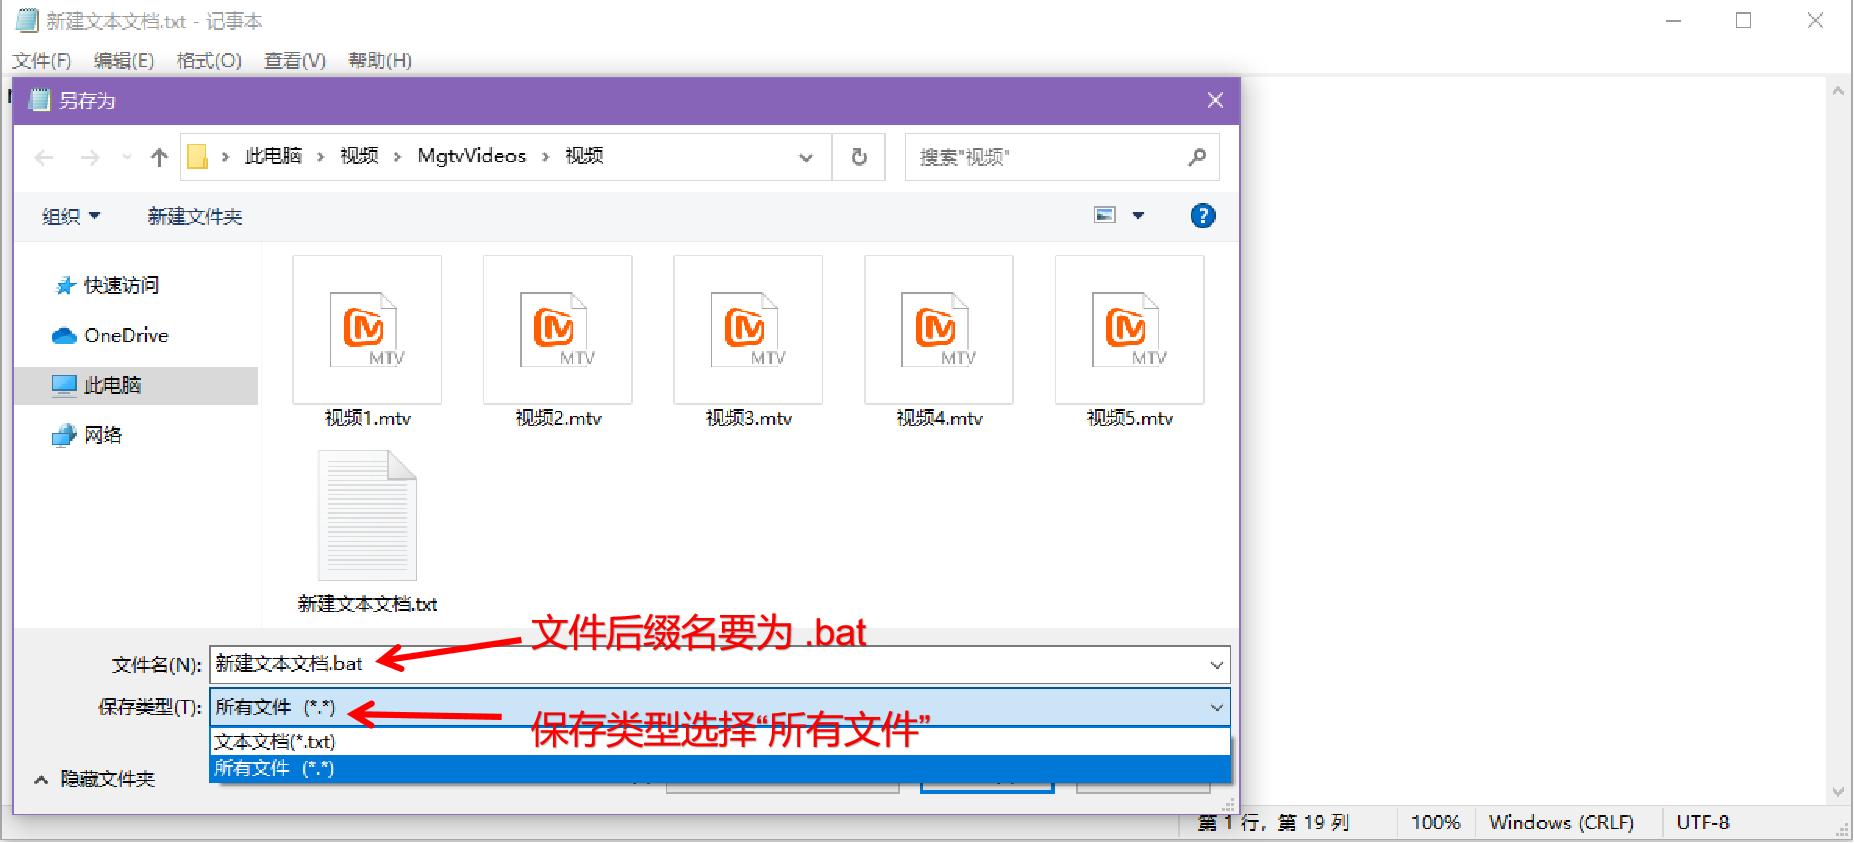 新建文本文档.txt - 记事本
文件(F) 编辑(E) 格式(O) 查看(V) 帮助(H)
另存为
此电脑 › 视频 › MgtvVideos › 视频
搜索"视频"
组织 新建文件夹
快速访问
OneDrive
此电脑
网络
MTV MTV MTV MTV MTV
视频1.mtv 视频2.mtv 视频3.mtv 视频4.mtv 视频5.mtv
新建文本文档.txt
文件后缀名要为 .bat
文件名(N): 新建文本文档.bat
保存类型(T): 所有文件 (*.*)
保存类型选择“所有文件”
文本文档(*.txt)
所有文件 (*.*)
隐藏文件夹
第 1 行，第 19 列 100% Windows (CRLF) UTF-8